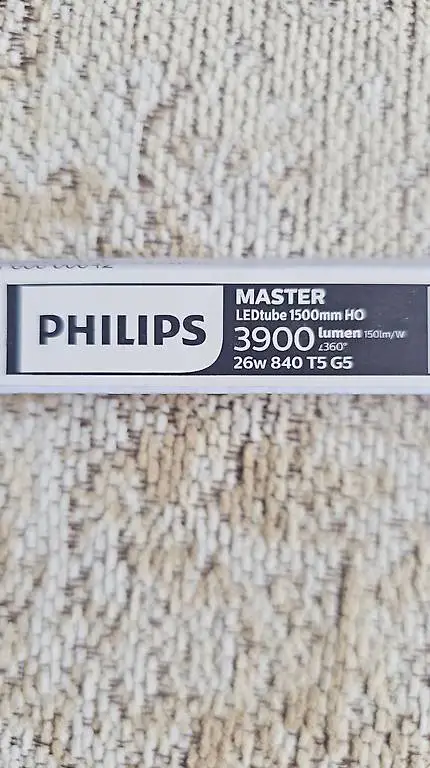 PHILIPS
MASTER
LEDtube 1500mm HO
3900 lumen 150lm/W
∠360°
26w 840 T5 G5